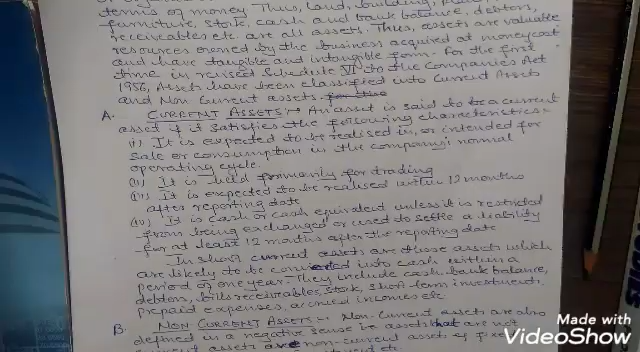 terms of money Thus, land, building,
furniture, stock, cash and bank balance, debtors,
receivables etc are all assets. Thus, assets are valuable
resources owned by the business acquired at money cost
and have tangible and intangible form. For the first
time in revised Schedule VI to the Companies Act
1956, Assets have been classified into Current Assets
and Non Current assets.
A. CURRENT ASSETS:- An asset is said to be a current
asset if it satisfies the following characteristics:-
(i) It is expected to be realised in, or intended for
sale or consumption in the company's normal
operating cycle.
(ii) It is held primarily for trading
(iii) It is expected to be realised within 12 months
after reporting date
(iv) It is cash or cash equivalent unless it is restricted
from being exchanged or used to settle a liability
for at least 12 months after the reporting date
In short current assets are those assets which
are likely to be converted into cash within a
period of one year. They include cash, bank balance,
debtors, bills receivables, stock, short term investments,
Prepaid expenses, accrued incomes etc
B. NON CURRENT ASSETS:- Non-Current assets are also
defined in a negative sense ie assets that are not
current assets are non-current assets eg
etc.
Made with
VideoShow